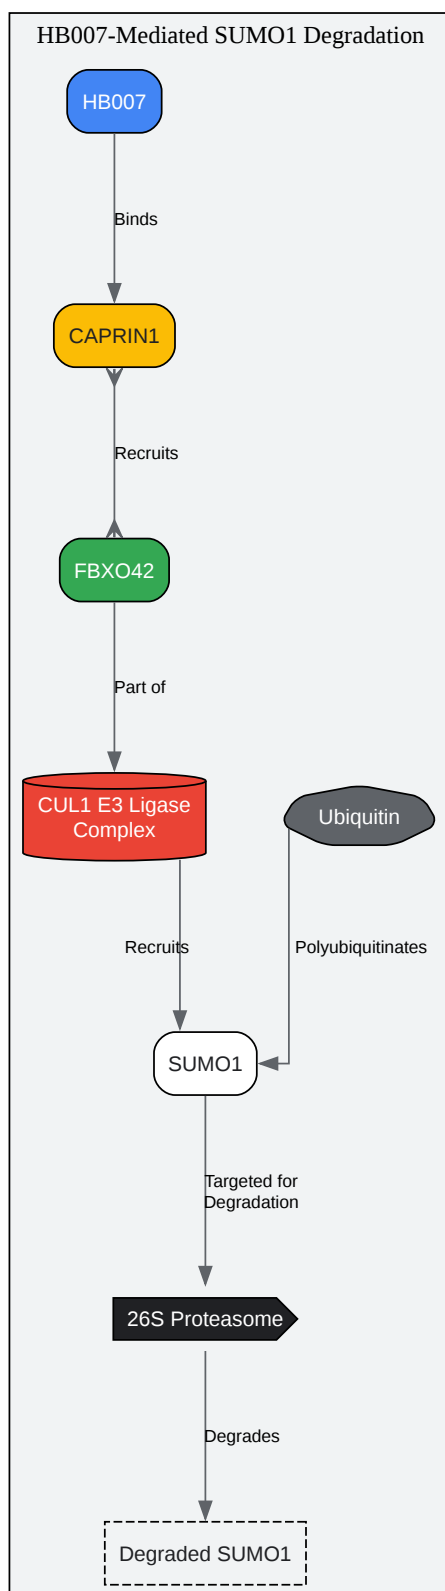 HB007-Mediated SUMO1 Degradation
HB007
Binds
CAPRIN1
Recruits
FBXO42
Part of
CUL1 E3 Ligase
Complex
Ubiquitin
Recruits
Polyubiquitinates
SUMO1
Targeted for
Degradation
26S Proteasome
Degrades
Degraded SUMO1